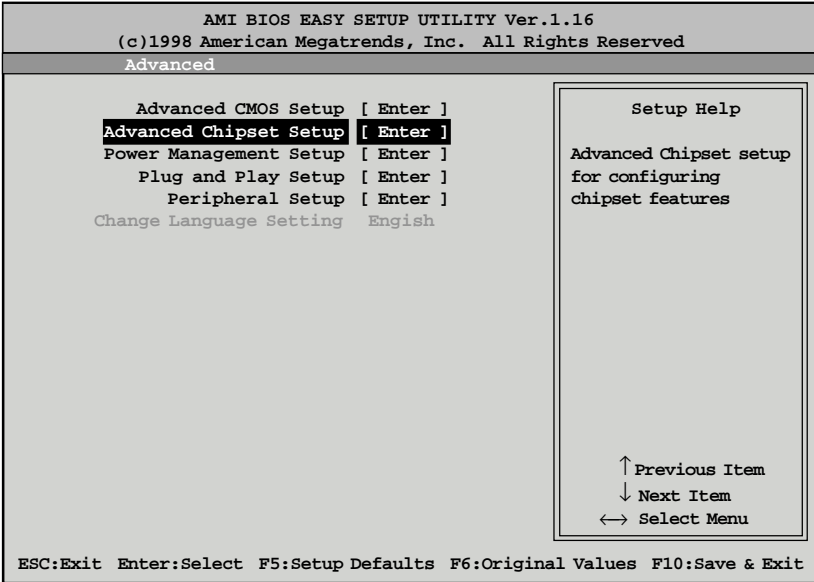 AMI BIOS EASY SETUP UTILITY Ver.1.16
(c)1998 American Megatrends, Inc. All Rights Reserved
Advanced
Advanced CMOS Setup [ Enter ]
Advanced Chipset Setup [ Enter ]
Power Management Setup [ Enter ]
Plug and Play Setup [ Enter ]
Peripheral Setup [ Enter ]
Change Language Setting Engish
Setup Help
Advanced Chipset setup
for configuring
chipset features
↑ Previous Item
↓ Next Item
←→ Select Menu
ESC:Exit Enter:Select F5:Setup Defaults F6:Original Values F10:Save & Exit